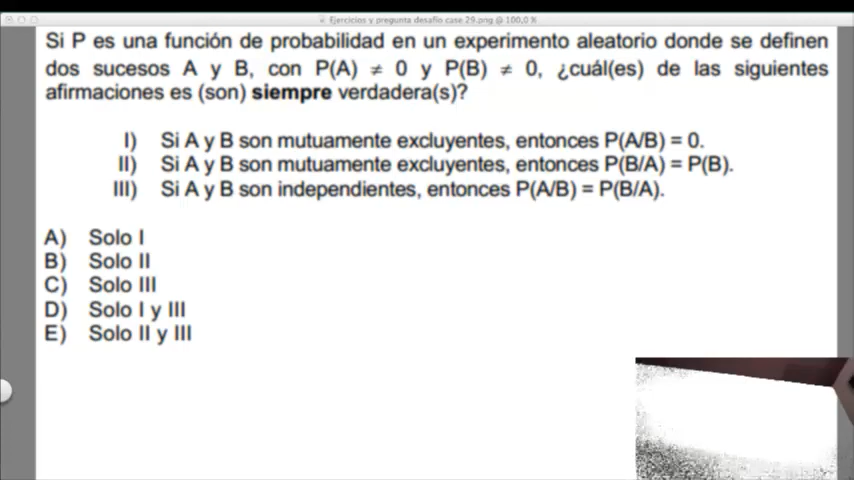 Ejercicios y pregunta desafio case 29.png @ 100,0 %
Si P es una función de probabilidad en un experimento aleatorio donde se definen
dos sucesos A y B, con P(A) ≠ 0 y P(B) ≠ 0, ¿cuál(es) de las siguientes
afirmaciones es (son) siempre verdadera(s)?
I) Si A y B son mutuamente excluyentes, entonces P(A/B) = 0.
II) Si A y B son mutuamente excluyentes, entonces P(B/A) = P(B).
III) Si A y B son independientes, entonces P(A/B) = P(B/A).
A) Solo I
B) Solo II
C) Solo III
D) Solo I y III
E) Solo II y III